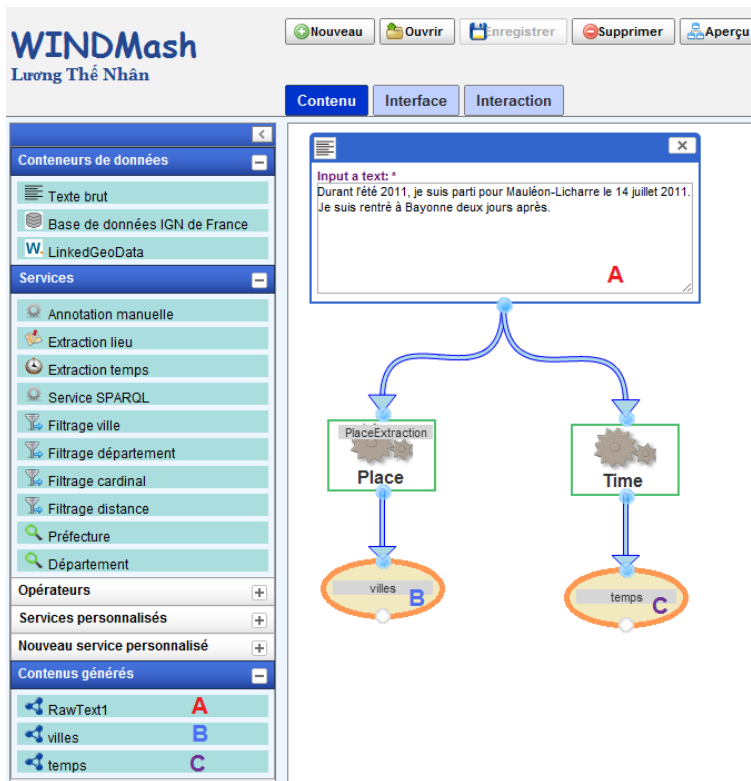 WINDMash
Lương Thế Nhân
Nouveau
Ouvrir
Enregistrer
Supprimer
Aperçu
Contenu
Interface
Interaction
Conteneurs de données
Texte brut
Base de données IGN de France
W. LinkedGeoData
Services
Annotation manuelle
Extraction lieu
Extraction temps
Service SPARQL
Filtrage ville
Filtrage département
Filtrage cardinal
Filtrage distance
Préfecture
Département
Opérateurs
Services personnalisés
Nouveau service personnalisé
Contenus générés
RawText1 A
villes B
temps C
Input a text: *
Durant l'été 2011, je suis parti pour Mauléon-Licharre le 14 juillet 2011.
Je suis rentré à Bayonne deux jours après.
A
PlaceExtraction
Place
Time
villes B
temps C